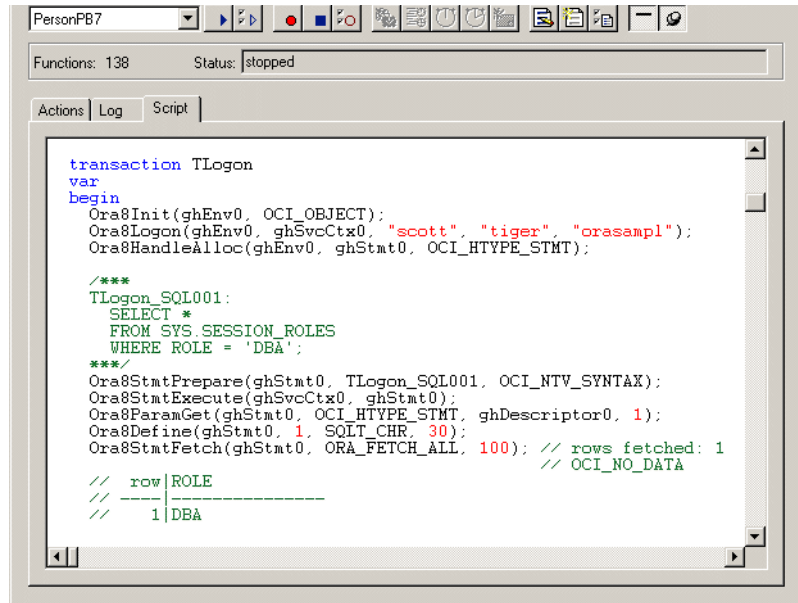 PersonPB7
Functions: 138 Status: stopped
Actions Log Script
transaction TLogon
var
begin
Ora8Init(ghEnv0, OCI_OBJECT);
Ora8Logon(ghEnv0, ghSvcCtx0, "scott", "tiger", "orasampl");
Ora8HandleAlloc(ghEnv0, ghStmt0, OCI_HTYPE_STMT);
/***
TLogon_SQL001:
SELECT *
FROM SYS.SESSION_ROLES
WHERE ROLE = 'DBA';
***/
Ora8StmtPrepare(ghStmt0, TLogon_SQL001, OCI_NTV_SYNTAX);
Ora8StmtExecute(ghSvcCtx0, ghStmt0);
Ora8ParamGet(ghStmt0, OCI_HTYPE_STMT, ghDescriptor0, 1);
Ora8Define(ghStmt0, 1, SQLT_CHR, 30);
Ora8StmtFetch(ghStmt0, ORA_FETCH_ALL, 100); // rows fetched: 1
// OCI_NO_DATA
// row|ROLE
// ----|---------------
// 1|DBA